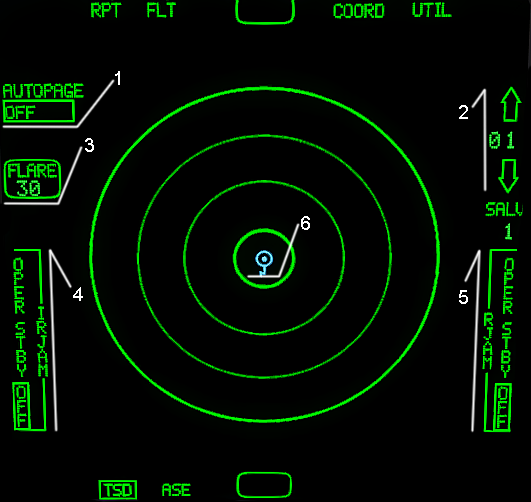 RPT FLT COORD UTIL
AUTOPAGE
OFF
1
2
01
3
FLARE
30
SALV
1
6
OPER STBY OFF
IRJAM
4
5
RJAM
OPER STBY OFF
TSD ASE